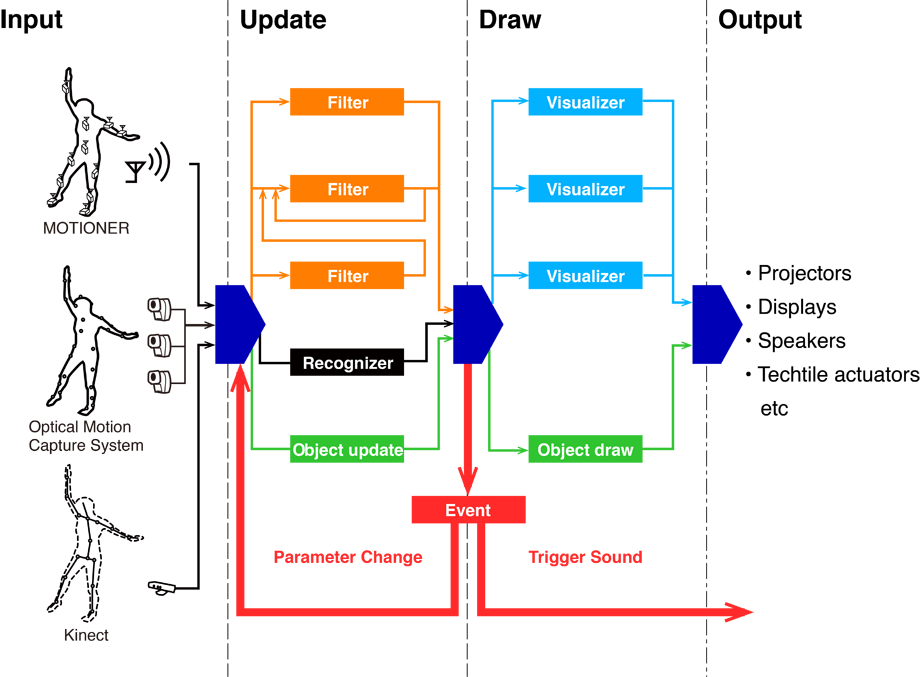 Input
Update
Draw
Output
MOTIONER
Optical Motion
Capture System
Kinect
Filter
Filter
Filter
Recognizer
Object update
Visualizer
Visualizer
Visualizer
Object draw
Event
Parameter Change
Trigger Sound
・Projectors
・Displays
・Speakers
・Techtile actuators
etc